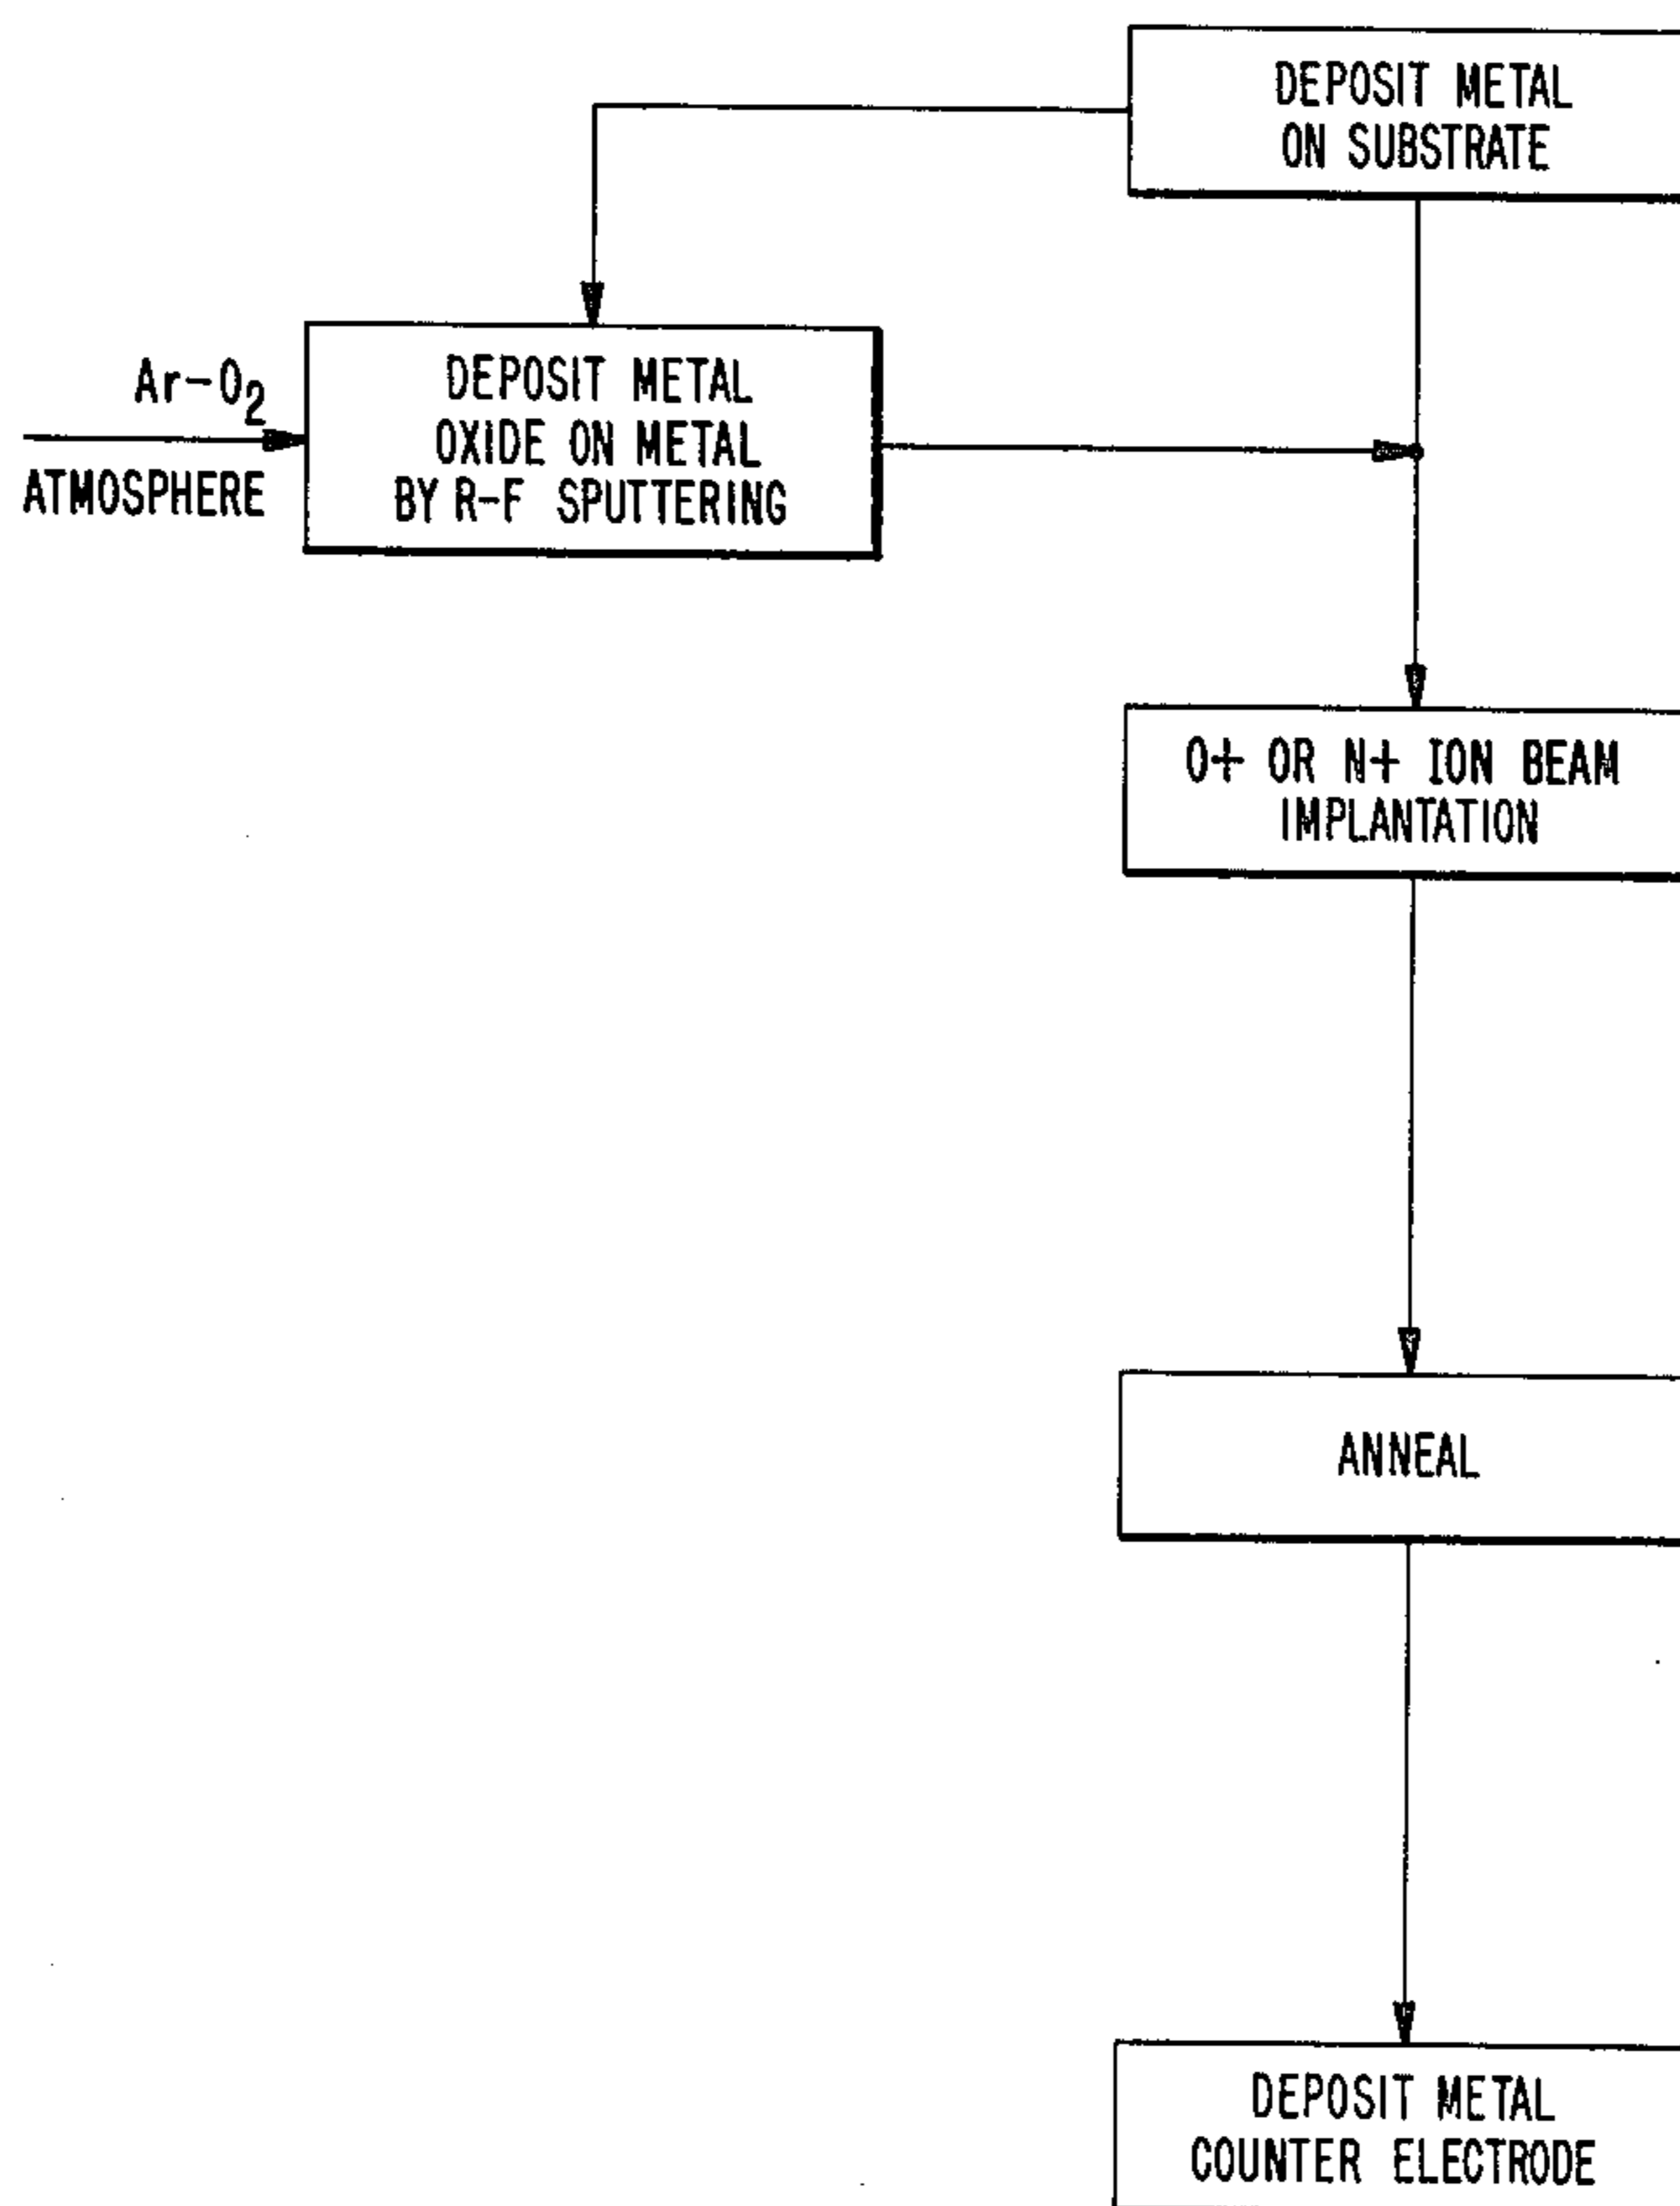 DEPOSIT METAL
ON SUBSTRATE
Ar-O₂
ATMOSPHERE
DEPOSIT METAL
OXIDE ON METAL
BY R-F SPUTTERING
O+ OR N+ ION BEAM
IMPLANTATION
ANNEAL
DEPOSIT METAL
COUNTER ELECTRODE